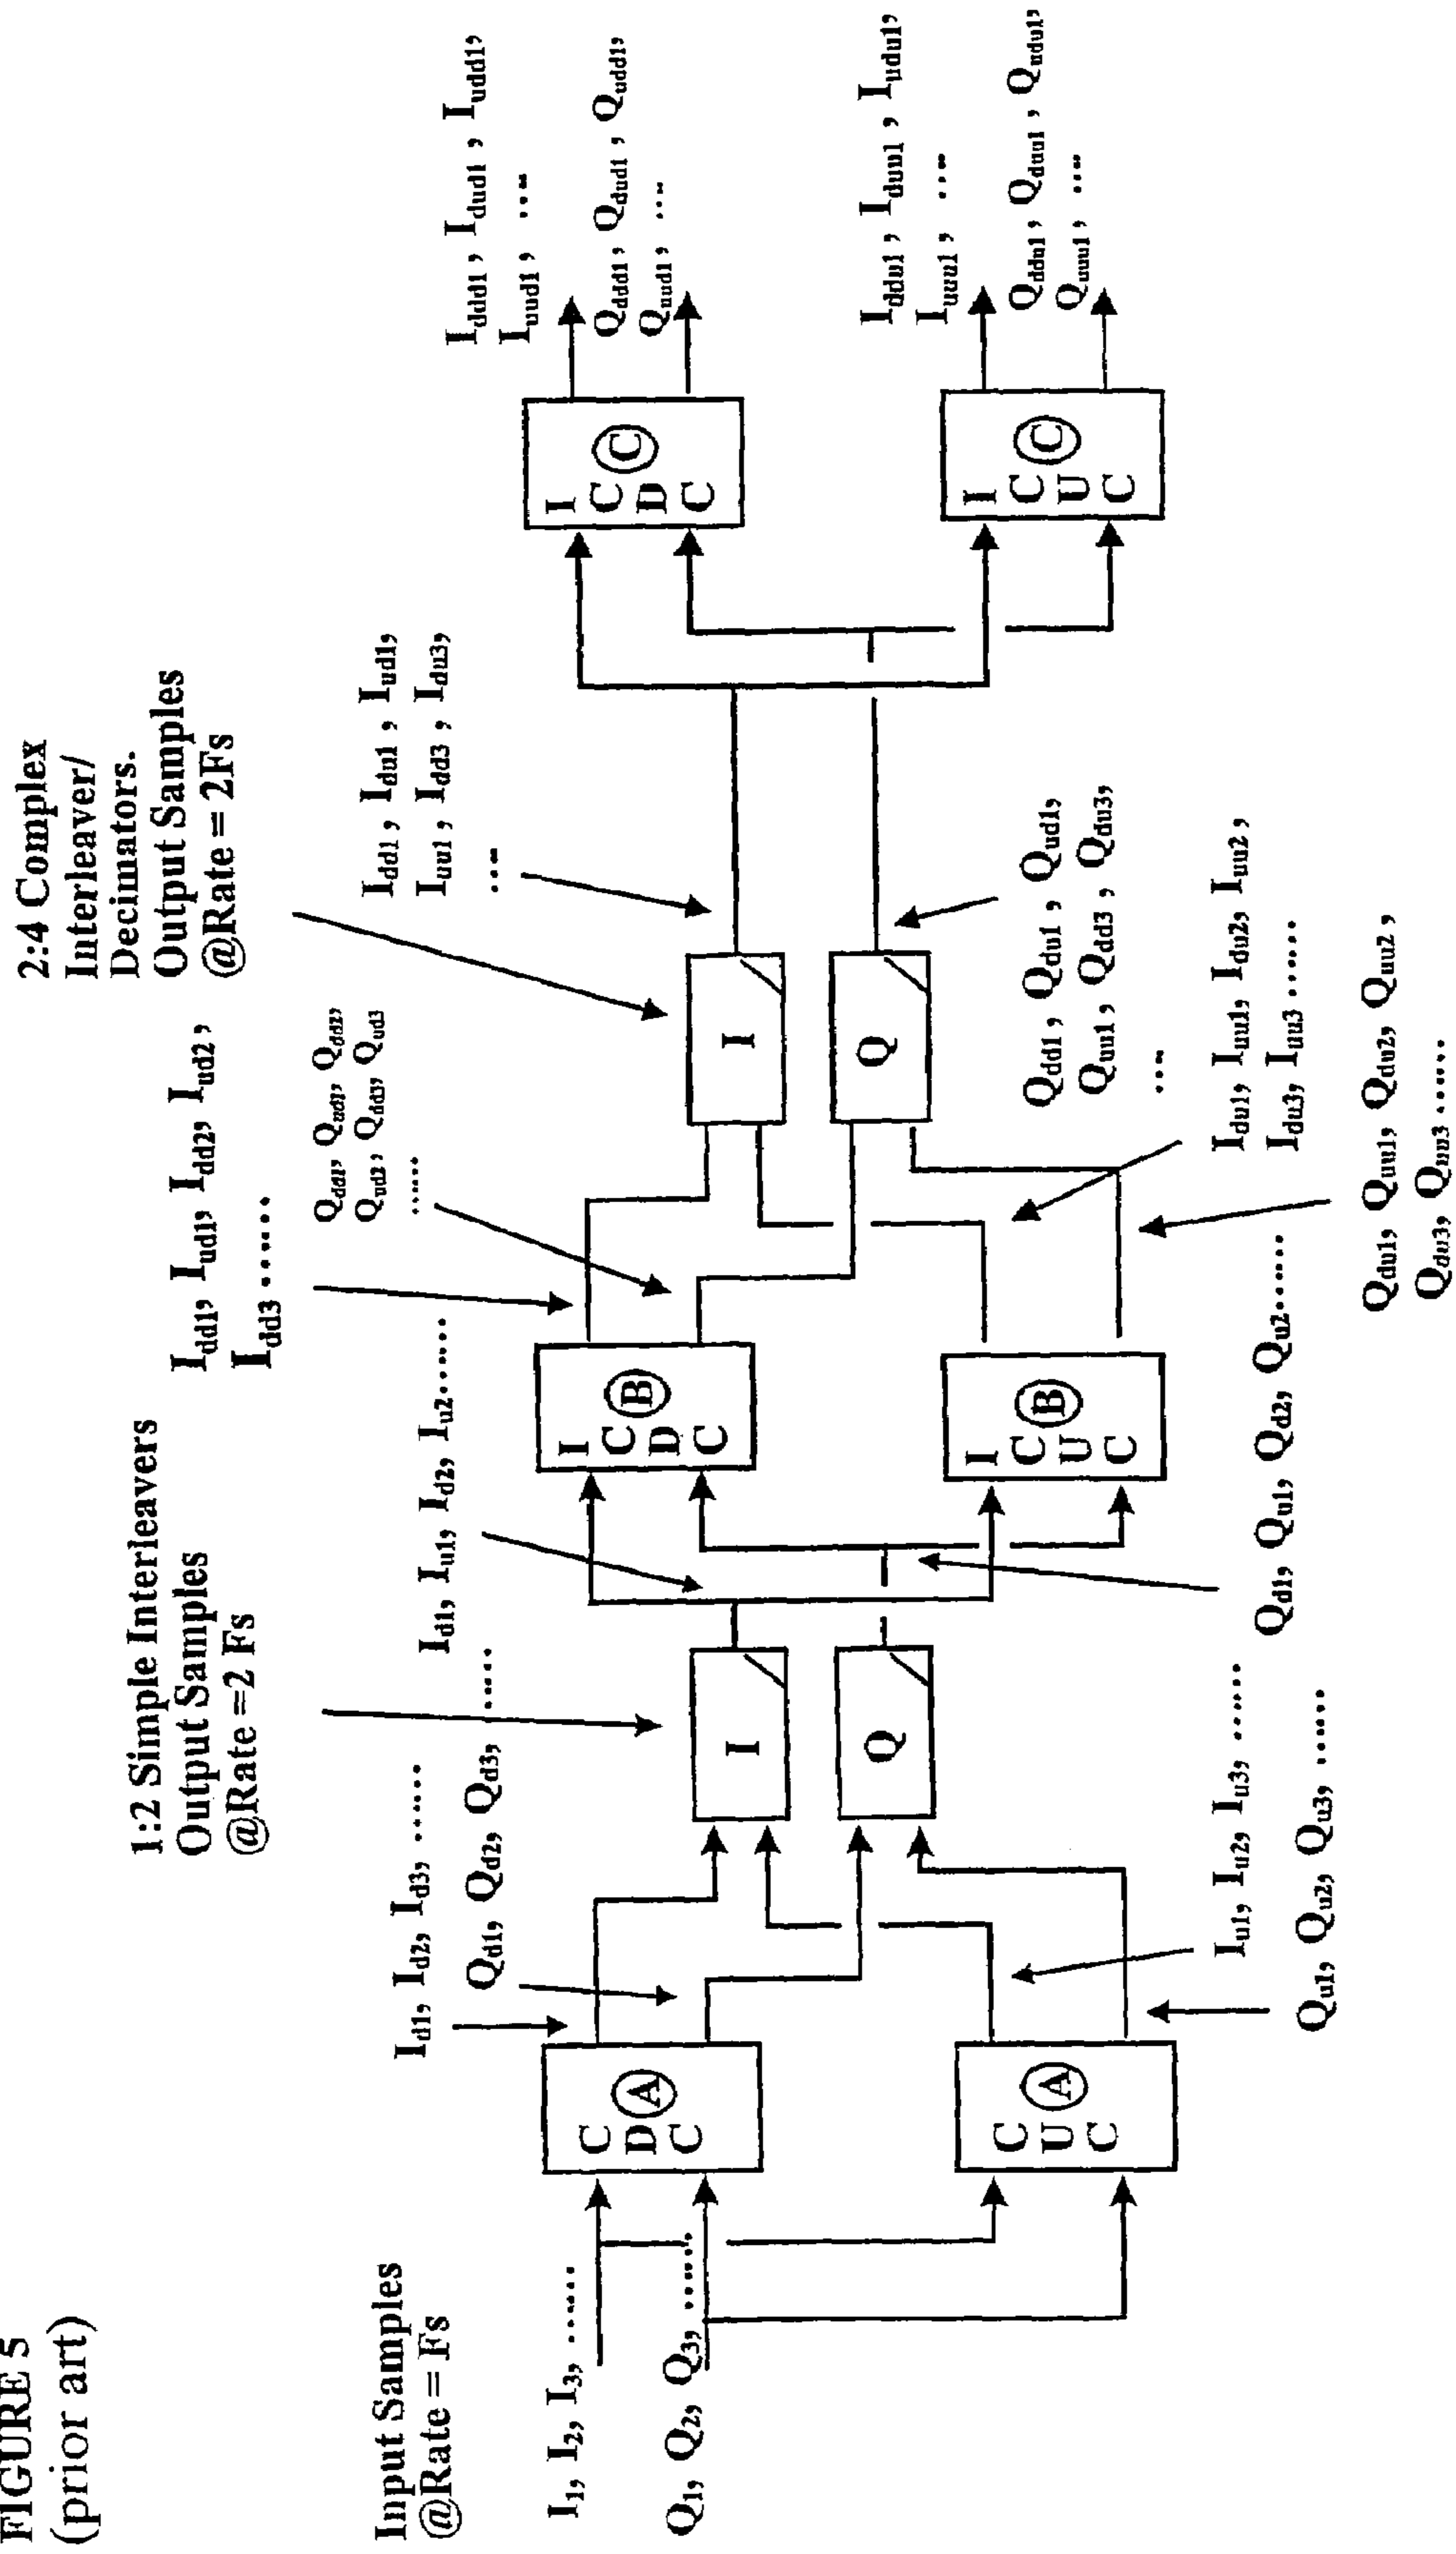 FIGURE 5
(prior art)
Input Samples
@Rate = Fs
I1, I2, I3, ......
Q1, Q2, Q3, ......
C
D A
C
C
U A
C
Id1, Id2, Id3, ......
Qd1, Qd2, Qd3, .....
Iu1, Iu2, Iu3, ......
Qu1, Qu2, Qu3, ......
1:2 Simple Interleavers
Output Samples
@Rate =2 Fs
I
Q
Id1, Iu1, Id2, Iu2......
Qd1, Qu1, Qd2, Qu2......
I
C B
D
C
I
C B
U
C
Idd1, Iud1, Idd2, Iud2 ,
Idd3 ......
Qdd1, Qud1, Qdd2,
Qud2 , Qdd3, Qud3
......
Idu1, Iuu1, Idu2, Iuu2 ,
Idu3, Iuu3 ......
Qdu1, Quu1, Qdu2, Quu2 ,
Qdu3, Quu3 ......
2:4 Complex
Interleaver/
Decimators.
Output Samples
@Rate = 2Fs
I
Q
Idd1 , Idu1 , Iud1,
Iuu1 , Idd3 , Idu3,
....
Qdd1 , Qdu1 , Qud1,
Quu1 , Qdd3 , Qdu3,
....
I
C C
D
C
I
C C
U
C
Iddd1 , Idud1 , Iudd1,
Iuud1 , ....
Qddd1 , Qdud1 , Qudd1,
Quud1 , ....
Iddu1 , Iduu1 , Iudu1,
Iuuu1 , ....
Qddu1 , Qduu1 , Qudu1,
Quuu1 , ....